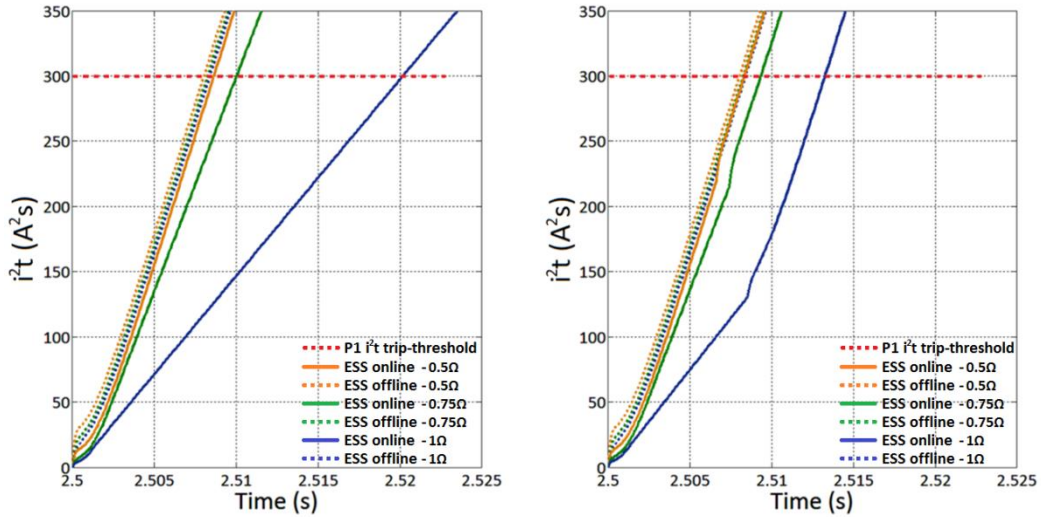 350
300
250
200
150
100
50
0
i²t (A²s)
2.5
2.505
2.51
2.515
2.52
2.525
Time (s)
P1 i²t trip-threshold
ESS online - 0.5Ω
ESS offline - 0.5Ω
ESS online - 0.75Ω
ESS offline - 0.75Ω
ESS online - 1Ω
ESS offline - 1Ω
350
300
250
200
150
100
50
0
i²t (A²s)
2.5
2.505
2.51
2.515
2.52
2.525
Time (s)
P1 i²t trip-threshold
ESS online - 0.5Ω
ESS offline - 0.5Ω
ESS online - 0.75Ω
ESS offline - 0.75Ω
ESS online - 1Ω
ESS offline - 1Ω